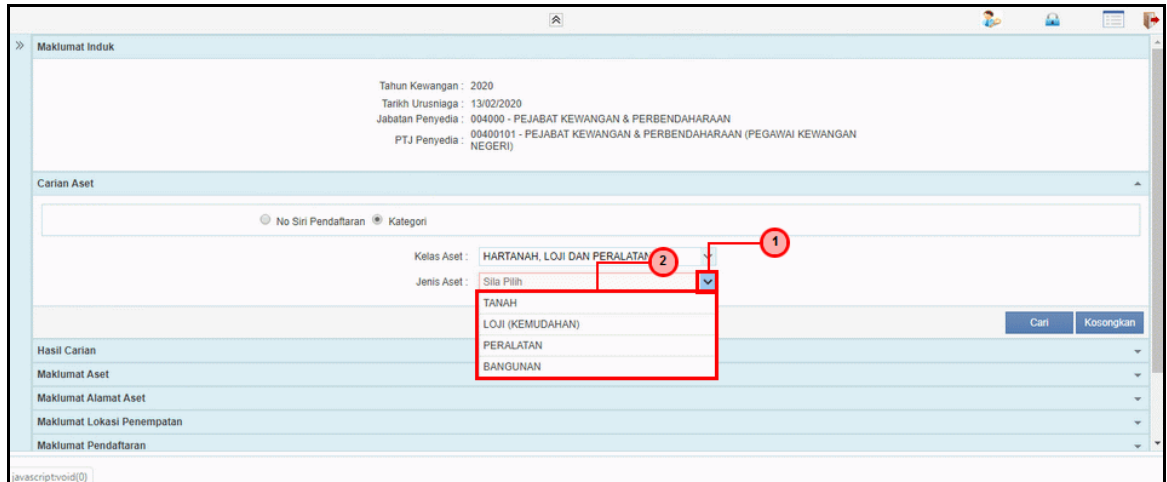 Maklumat Induk
Tahun Kewangan : 2020
Tarikh Urusniaga : 13/02/2020
Jabatan Penyedia : 004000 - PEJABAT KEWANGAN & PERBENDAHARAAN
PTJ Penyedia : 00400101 - PEJABAT KEWANGAN & PERBENDAHARAAN (PEGAWAI KEWANGAN
NEGERI)
Carian Aset
No Siri Pendaftaran Kategori
1
Kelas Aset : HARTANAH, LOJI DAN PERALATAN
2
Jenis Aset : Sila Pilih
TANAH
LOJI (KEMUDAHAN)
Cari Kosongkan
PERALATAN
Hasil Carian
BANGUNAN
Maklumat Aset
Maklumat Alamat Aset
Maklumat Lokasi Penempatan
Maklumat Pendaftaran
javascript:void(0)